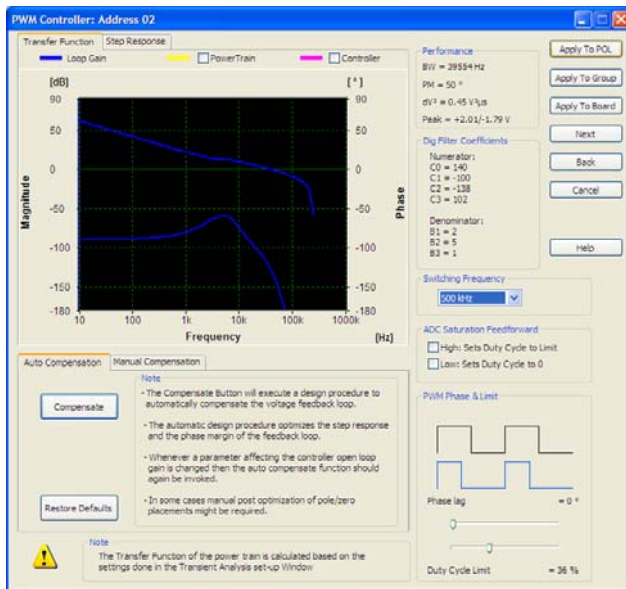 PWM Controller: Address 02
Transfer Function
Step Response
Loop Gain
PowerTrain
Controller
[dB]
[°]
90
50
0
-50
-100
-150
-180
Magnitude
90
50
0
-50
-100
-150
-180
Phase
10
100
1k
10k
100k
1000k
Frequency
[Hz]
Performance
BW = 39554 Hz
PM = 50 °
dV² = 0.45 V²µs
Peak = +2.01/-1.79 V
Dig Filter Coefficients
Numerator:
C0 = 140
C1 = -100
C2 = -138
C3 = 102
Denominator:
B1 = 2
B2 = 5
B3 = 1
Switching Frequency
500 kHz
ADC Saturation Feedforward
High: Sets Duty Cycle to Limit
Low: Sets Duty Cycle to 0
PWM Phase & Limit
Phase lag
= 0 °
Duty Cycle Limit
= 36 %
Apply To POL
Apply To Group
Apply To Board
Next
Back
Cancel
Help
Auto Compensation
Manual Compensation
Compensate
Restore Defaults
Note
- The Compensate Button will execute a design procedure to
automatically compensate the voltage feedback loop.
- The automatic design procedure optimizes the step response
and the phase margin of the feedback loop.
- Whenever a parameter affecting the controller open loop
gain is changed then the auto compensate function should
again be invoked.
- In some cases manual post optimization of pole/zero
placements might be required.
Note
The Transfer Function of the power train is calculated based on the
settings done in the Transient Analysis set-up Window